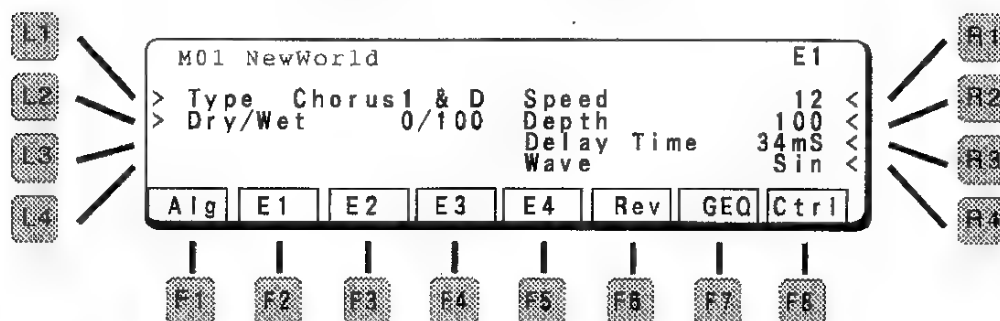 L1
L2
L3
L4
M01 NewWorld E1
> Type Chorus1 & D Speed 12 <
> Dry/Wet 0/100 Depth 100 <
Delay Time 34mS <
Wave Sin <
Alg E1 E2 E3 E4 Rev GEQ Ctrl
R1
R2
R3
R4
F1 F2 F3 F4 F5 F6 F7 F8